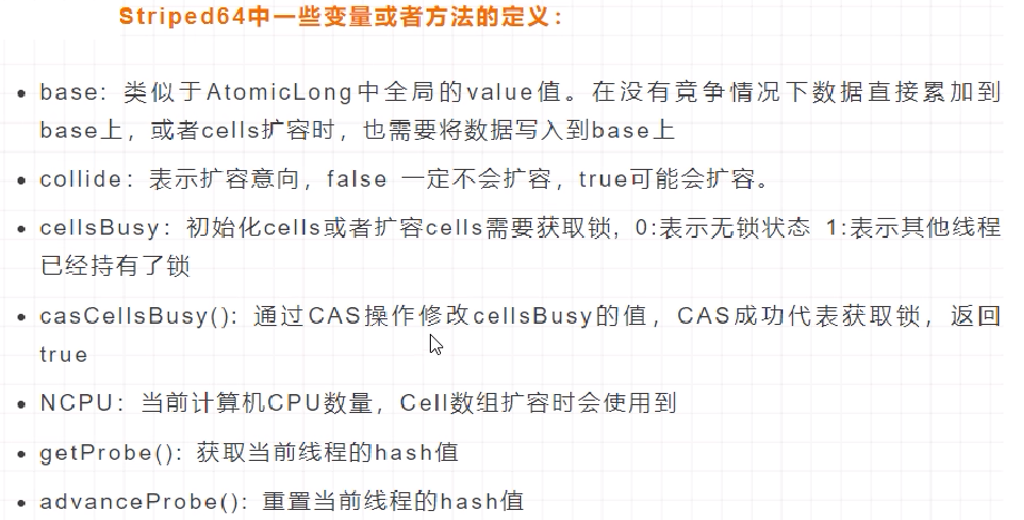 Striped64中一些变量或者方法的定义：
• base：类似于AtomicLong中全局的value值。在没有竞争情况下数据直接累加到
base上，或者cells扩容时，也需要将数据写入到base上
• collide：表示扩容意向，false 一定不会扩容，true可能会扩容。
• cellsBusy：初始化cells或者扩容cells需要获取锁，0:表示无锁状态 1:表示其他线程
已经持有了锁
• casCellsBusy()：通过CAS操作修改cellsBusy的值，CAS成功代表获取锁，返回
true
• NCPU：当前计算机CPU数量，Cell数组扩容时会使用到
• getProbe()：获取当前线程的hash值
• advanceProbe()：重置当前线程的hash值